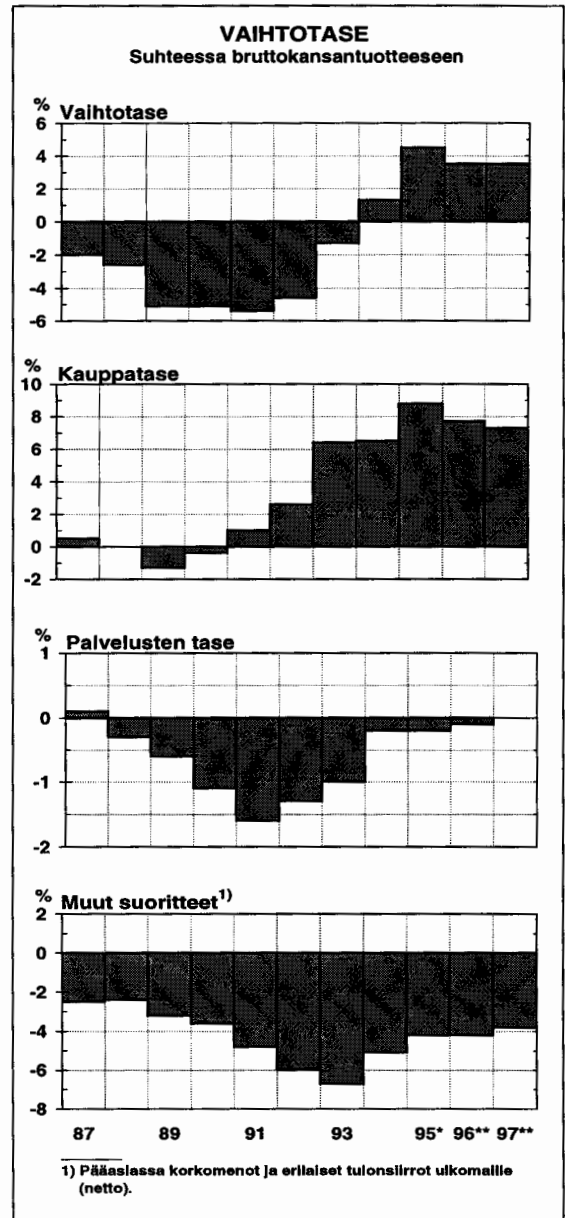 VAIHTOTASE
Suhteessa bruttokansantuotteeseen
% Vaihtotase
6
4
2
0
-2
-4
-6
% Kauppatase
10
8
6
4
2
0
-2
% Palvelusten tase
1
0
-1
-2
% Muut suoritteet1)
2
0
-2
-4
-6
-8
87 89 91 93 95* 96** 97**
1) Pääasiassa korkomenot ja erilaiset tulonsiirrot ulkomaille
(netto).